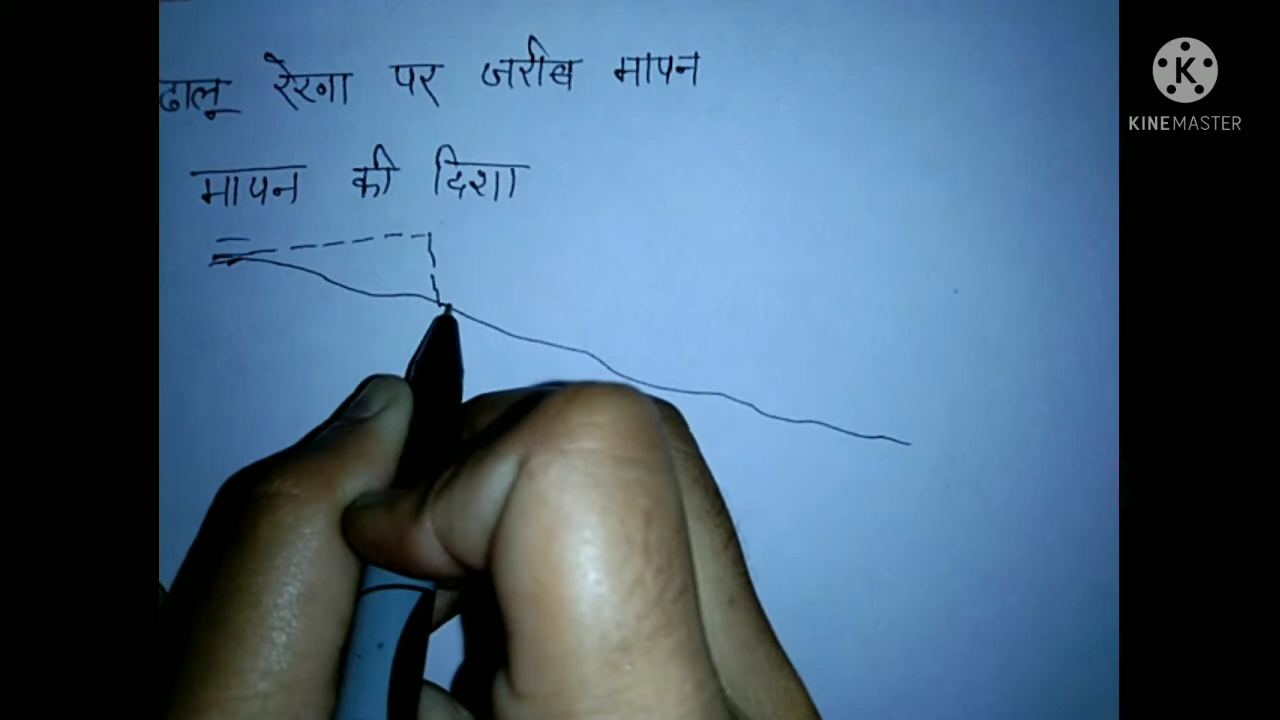 ढालू रेखा पर जरीब मापन
मापन की दिशा
K
KINEMASTER